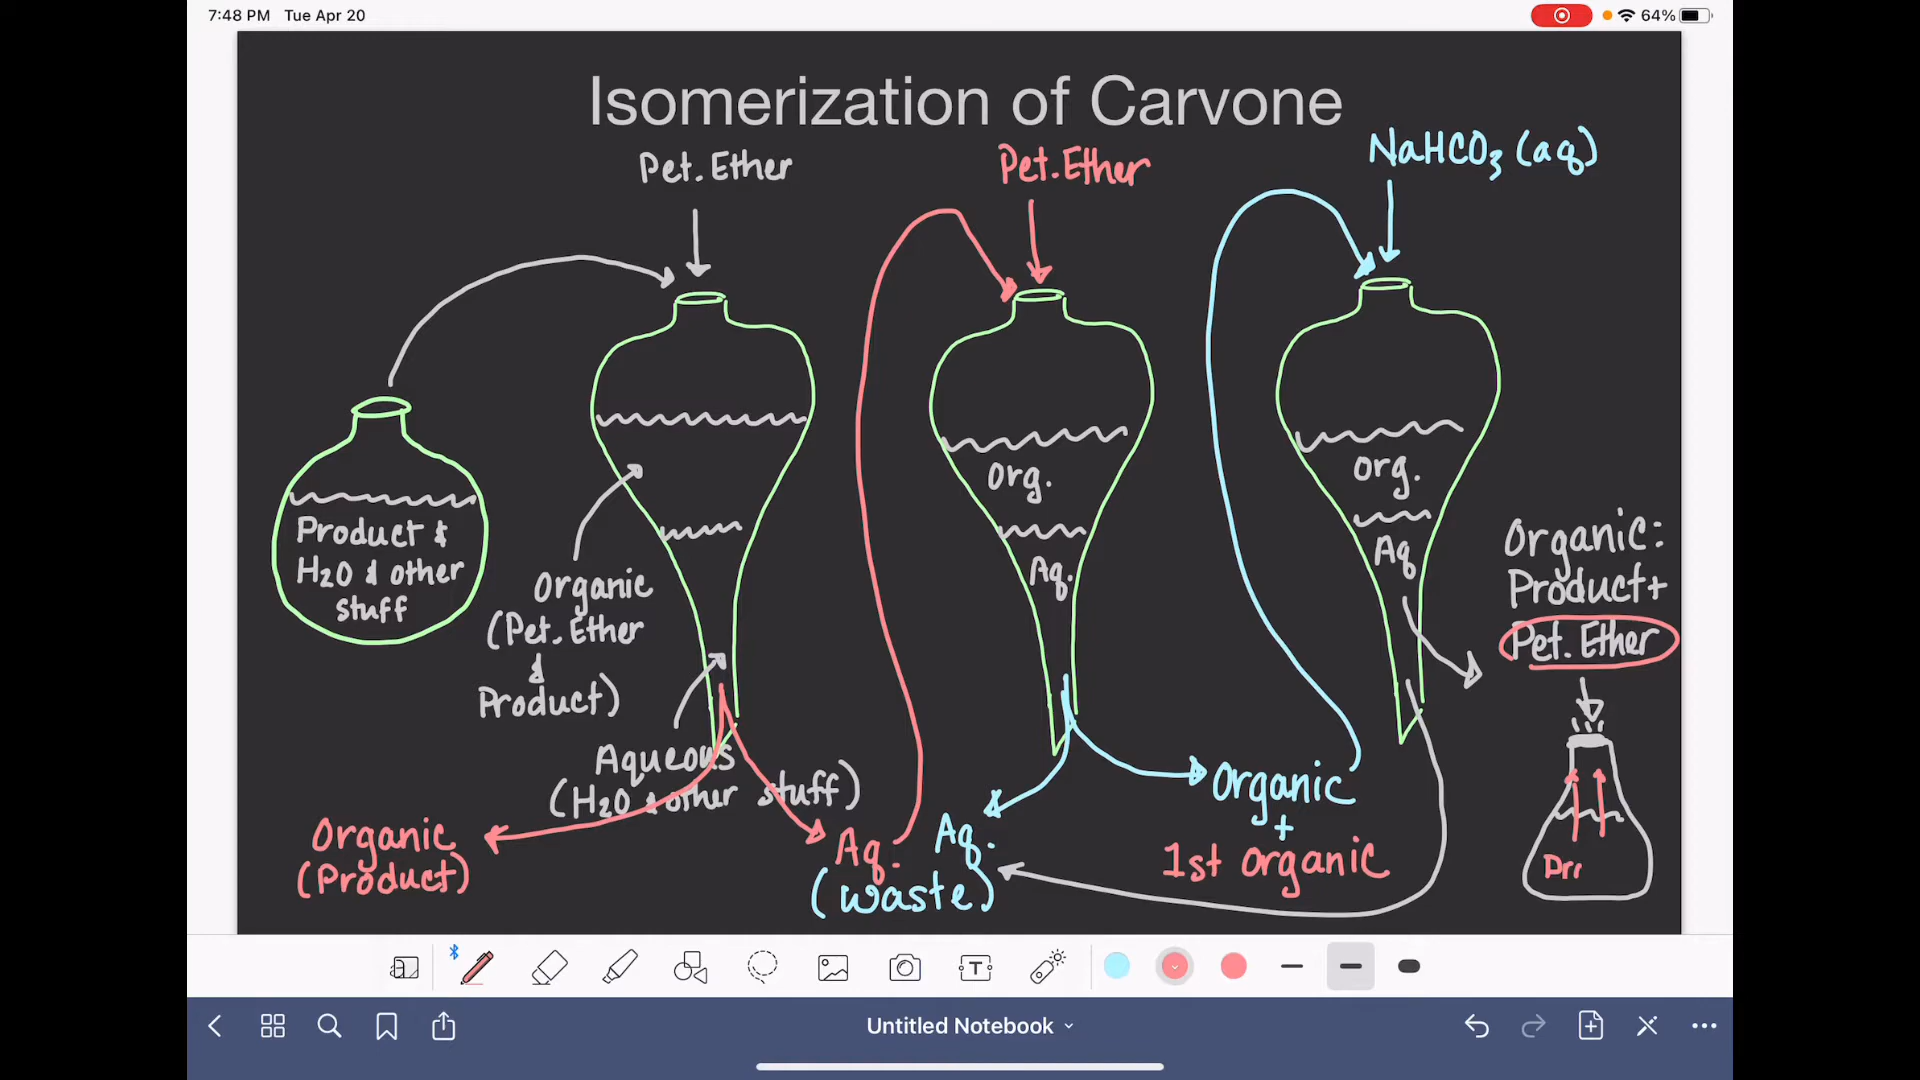 7:48 PM Tue Apr 20
64%
Isomerization of Carvone
Pet. Ether
Pet. Ether
NaHCO3 (aq)
Product &
H2O & other
stuff
Organic
(Pet. Ether
&
Product)
Aqueous
(H2O & other stuff)
Organic
(Product)
Org.
Aq.
Aq.
Aq.
(waste)
Organic
+
1st organic
Org.
Aq
Organic:
Product +
Pet. Ether
Untitled Notebook